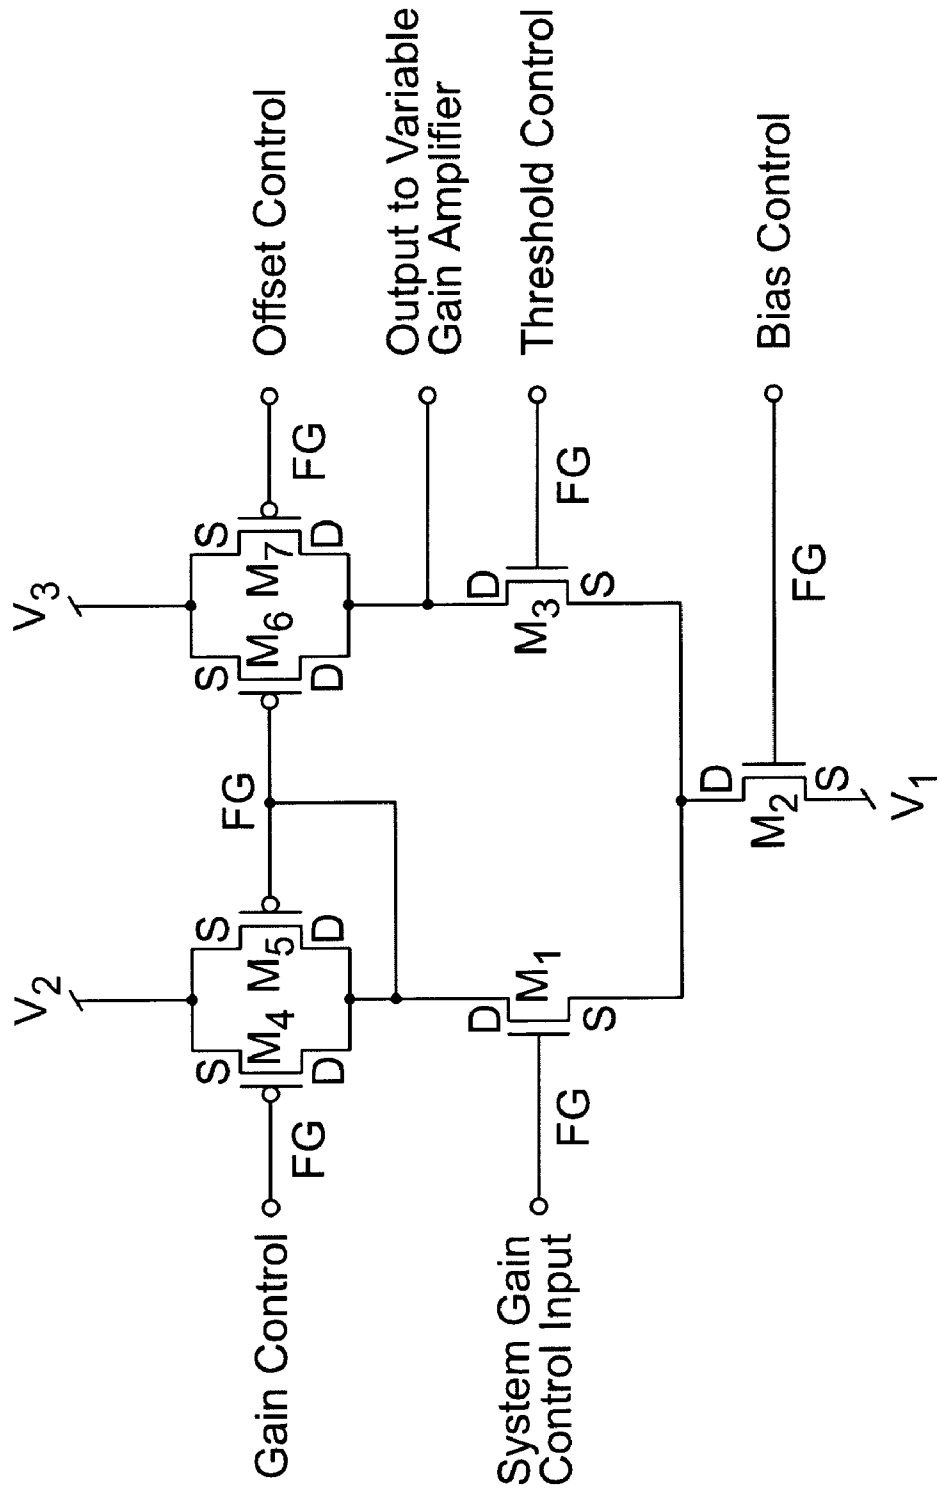 V2
V3
S
S
S
S
M4
M5
M6
M7
D
D
D
D
FG
FG
FG
Gain Control
Offset Control
Output to Variable
Gain Amplifier
D
D
M1
M3
S
S
FG
FG
System Gain
Control Input
Threshold Control
D
M2
S
FG
Bias Control
V1